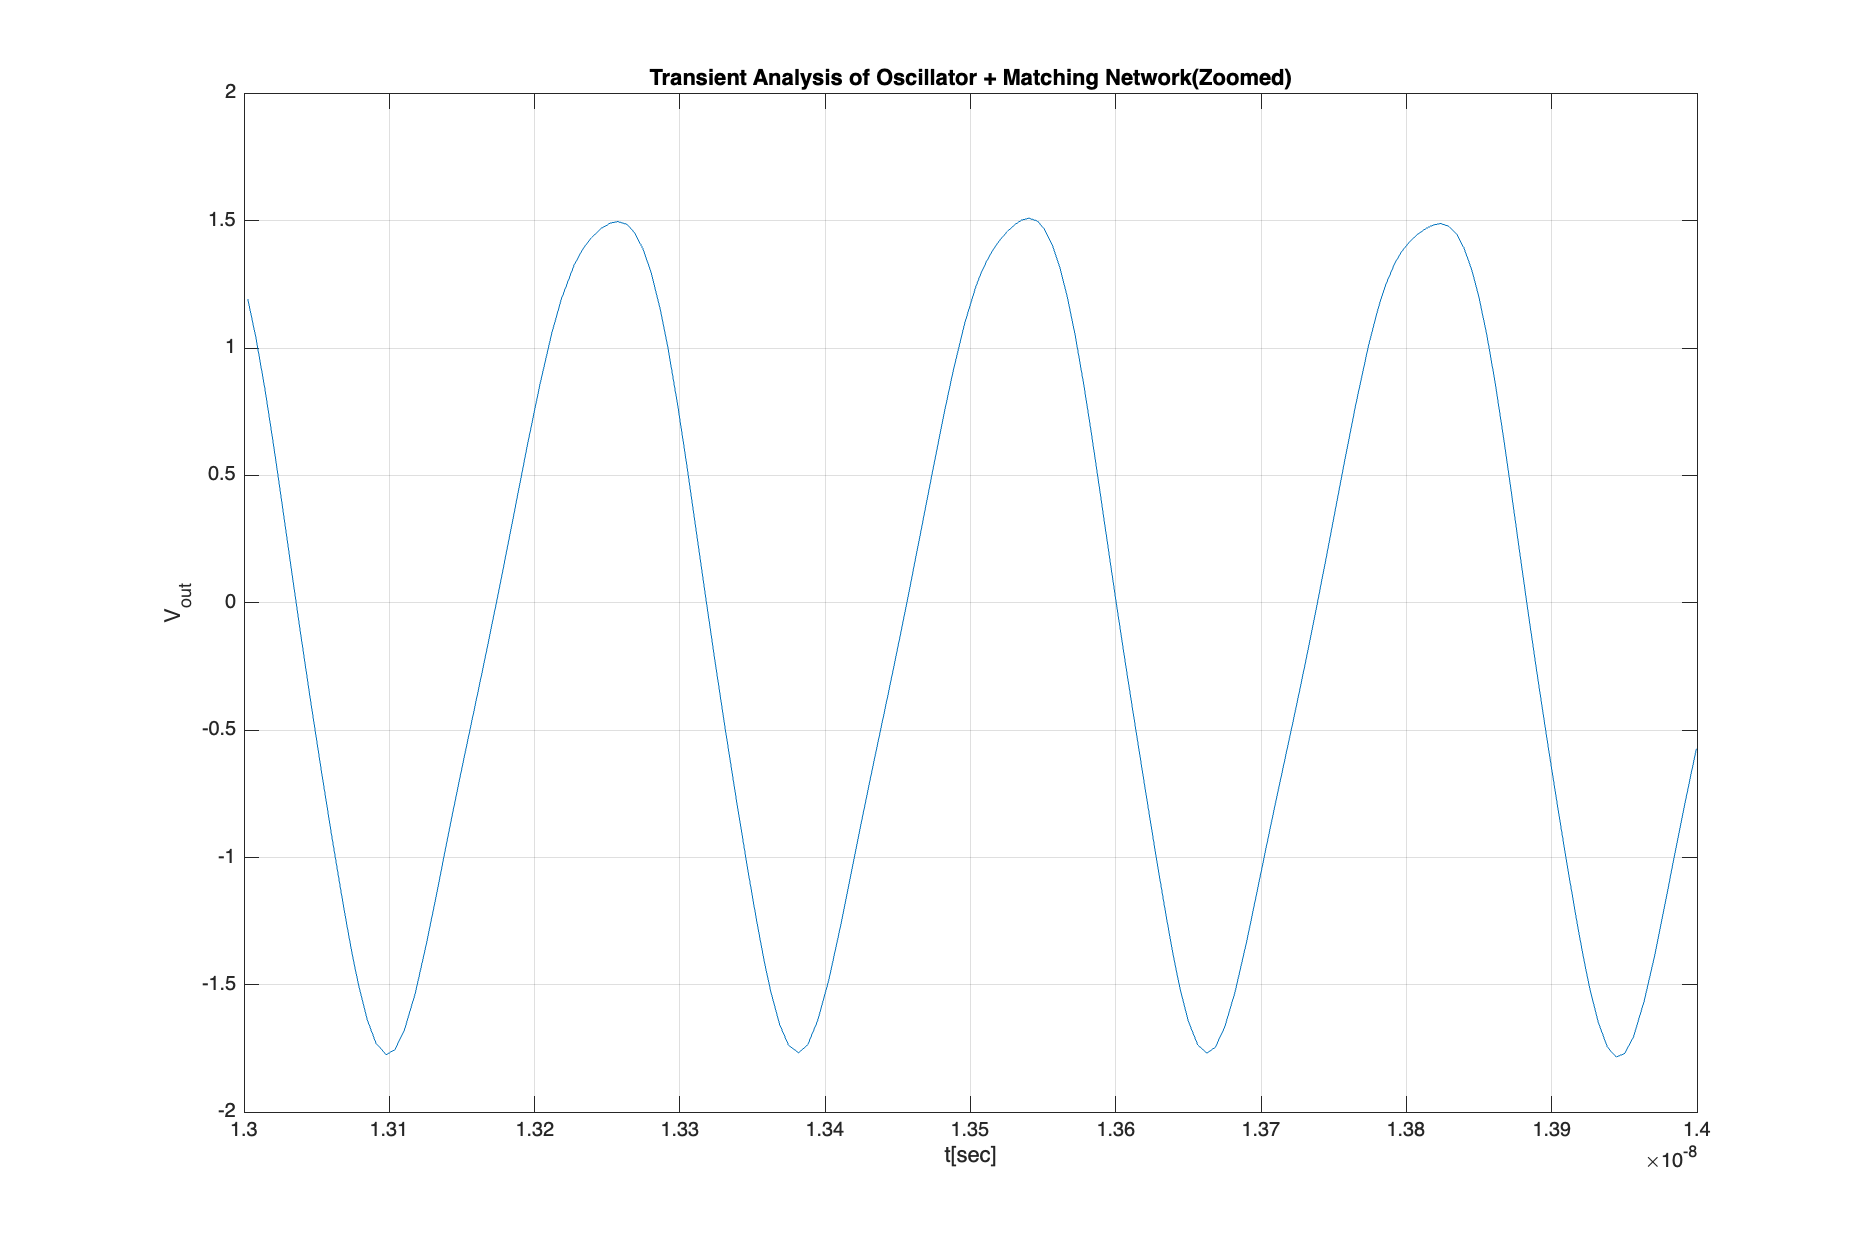 Transient Analysis of Oscillator + Matching Network(Zoomed)
2
1.5
1
0.5
0
-0.5
-1
-1.5
-2
V_out
1.3 1.31 1.32 1.33 1.34 1.35 1.36 1.37 1.38 1.39 1.4
t[sec]
×10^-8